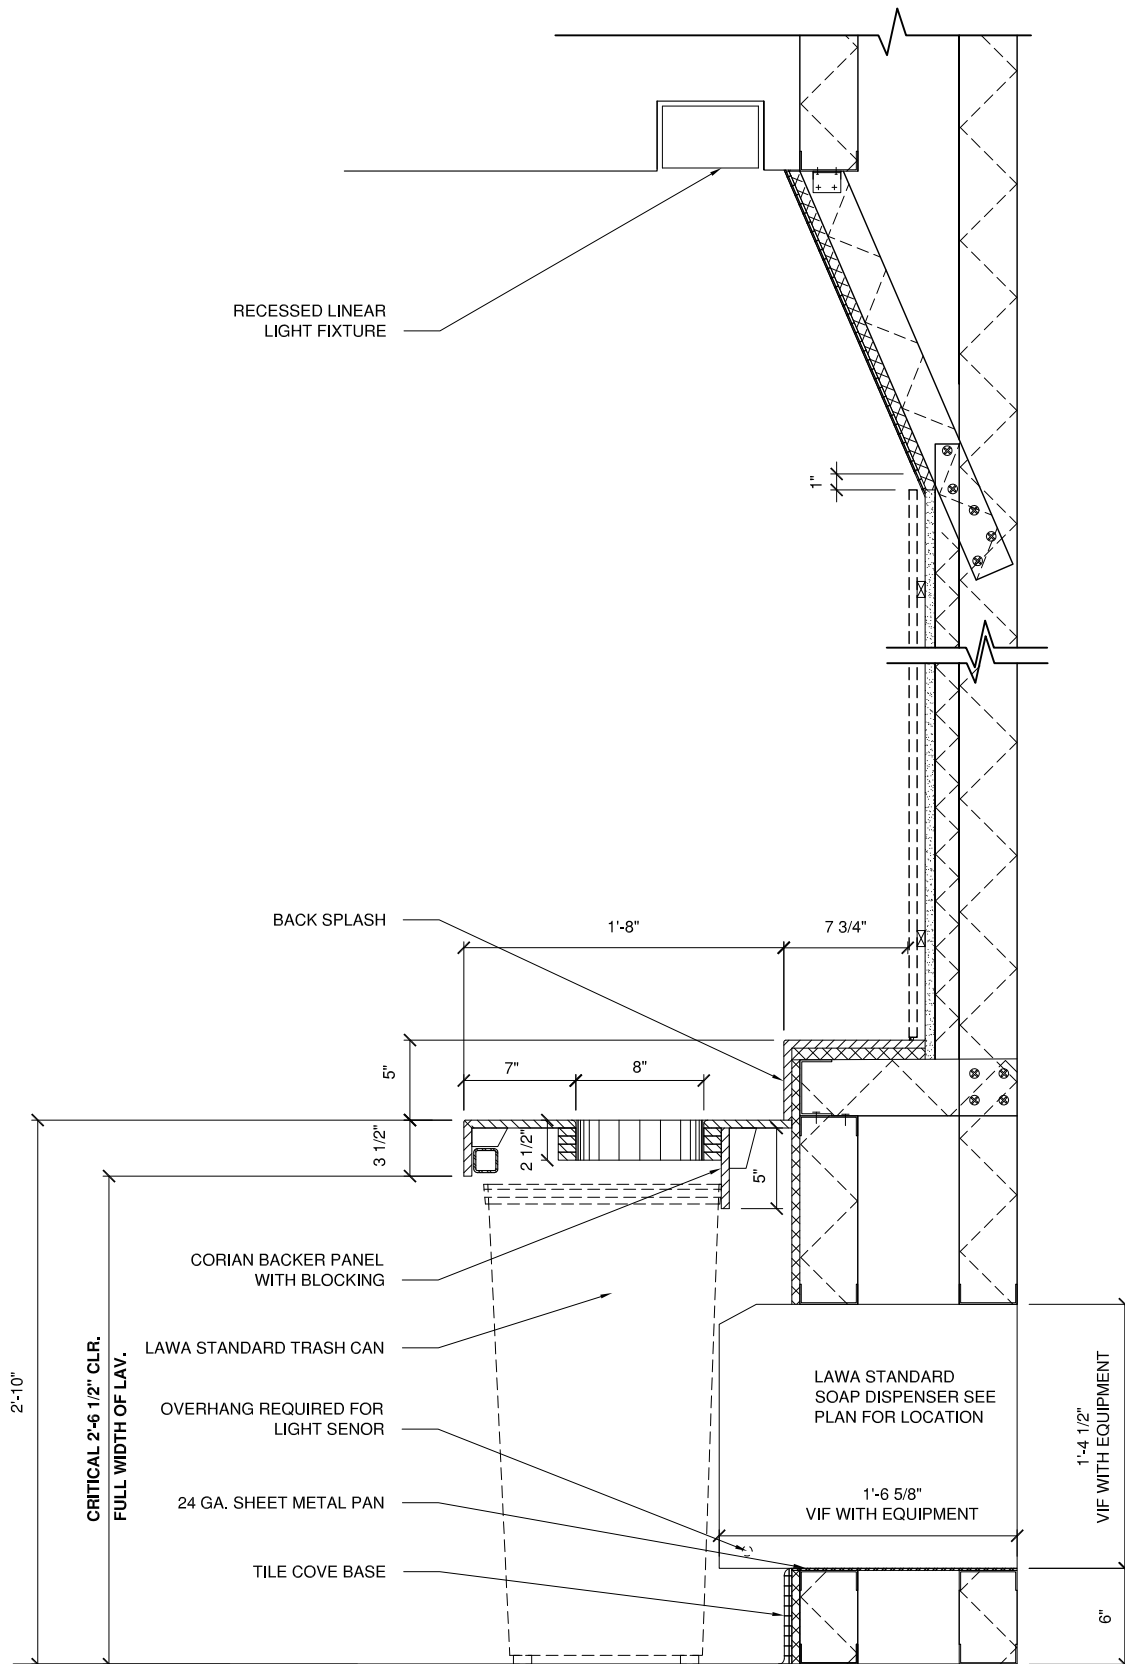 RECESSED LINEAR
LIGHT FIXTURE
1"
BACK SPLASH
1'-8"
7 3/4"
5"
7"
8"
3 1/2"
2 1/2"
5"
CORIAN BACKER PANEL
WITH BLOCKING
LAWA STANDARD TRASH CAN
OVERHANG REQUIRED FOR
LIGHT SENOR
24 GA. SHEET METAL PAN
TILE COVE BASE
2'-10"
CRITICAL 2'-6 1/2" CLR.
FULL WIDTH OF LAV.
LAWA STANDARD
SOAP DISPENSER SEE
PLAN FOR LOCATION
1'-6 5/8"
VIF WITH EQUIPMENT
1'-4 1/2"
VIF WITH EQUIPMENT
6"